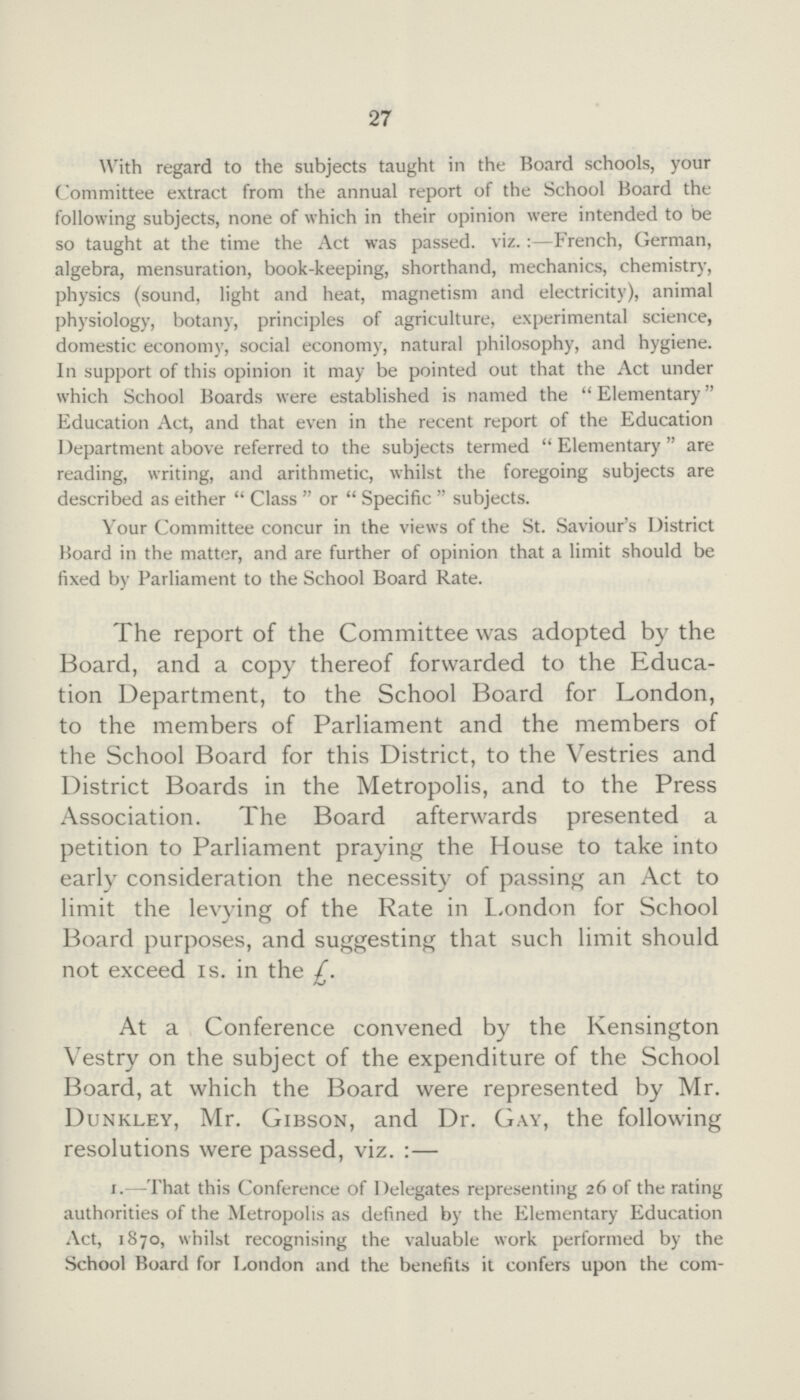 27
With regard to the subjects taught in the Board schools, your
Committee extract from the annual report of the School Board the
following subjects, none of which in their opinion were intended to be
so taught at the time the Act was passed. viz. :—French, German,
algebra, mensuration, book-keeping, shorthand, mechanics, chemistry,
physics (sound, light and heat, magnetism and electricity), animal
physiology, botany, principles of agriculture, experimental science,
domestic economy, social economy, natural philosophy, and hygiene.
In support of this opinion it may be pointed out that the Act under
which School Boards were established is named the “Elementary”
Education Act, and that even in the recent report of the Education
Department above referred to the subjects termed “Elementary” are
reading, writing, and arithmetic, whilst the foregoing subjects are
described as either “Class” or “Specific” subjects.
Your Committee concur in the views of the St. Saviour's District
Board in the matter, and are further of opinion that a limit should be
fixed by Parliament to the School Board Rate.
The report of the Committee was adopted by the
Board, and a copy thereof forwarded to the Educa-
tion Department, to the School Board for London,
to the members of Parliament and the members of
the School Board for this District, to the Vestries and
District Boards in the Metropolis, and to the Press
Association. The Board afterwards presented a
petition to Parliament praying the House to take into
early consideration the necessity of passing an Act to
limit the levying of the Rate in London for School
Board purposes, and suggesting that such limit should
not exceed 1s. in the £.
At a Conference convened by the Kensington
Vestry on the subject of the expenditure of the School
Board, at which the Board were represented by Mr.
DUNKLEY, Mr. GIBSON, and Dr. GAY, the following
resolutions were passed, viz. :—
1.—That this Conference of Delegates representing 26 of the rating
authorities of the Metropolis as defined by the Elementary Education
Act, 1870, whilst recognising the valuable work performed by the
School Board for London and the benefits it confers upon the com-